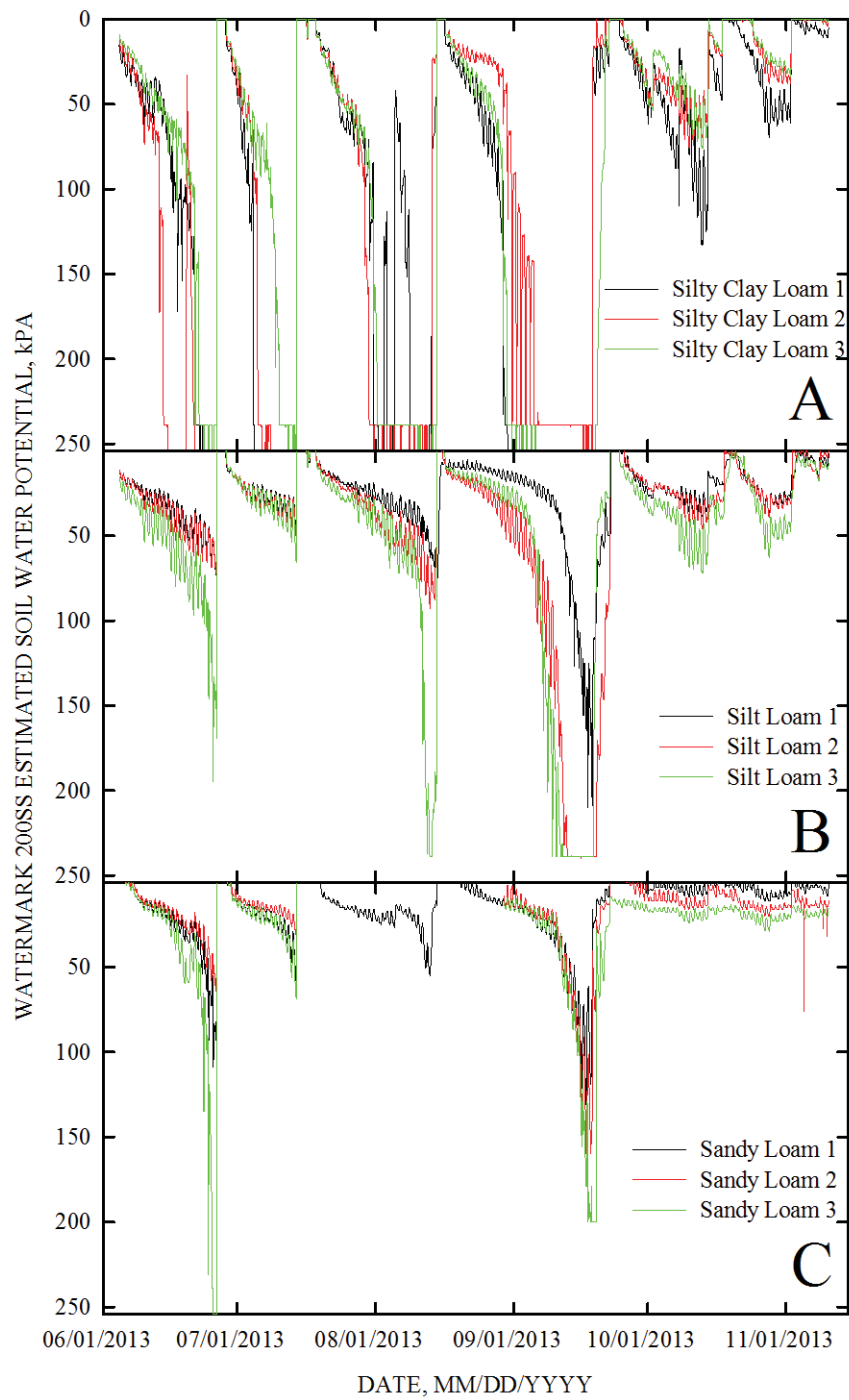 WATERMARK 200SS ESTIMATED SOIL WATER POTENTIAL, kPA
0
50
100
150
200
250
Silty Clay Loam 1
Silty Clay Loam 2
Silty Clay Loam 3
A
50
100
150
200
250
Silt Loam 1
Silt Loam 2
Silt Loam 3
B
50
100
150
200
250
Sandy Loam 1
Sandy Loam 2
Sandy Loam 3
C
06/01/2013 07/01/2013 08/01/2013 09/01/2013 10/01/2013 11/01/2013
DATE, MM/DD/YYYY